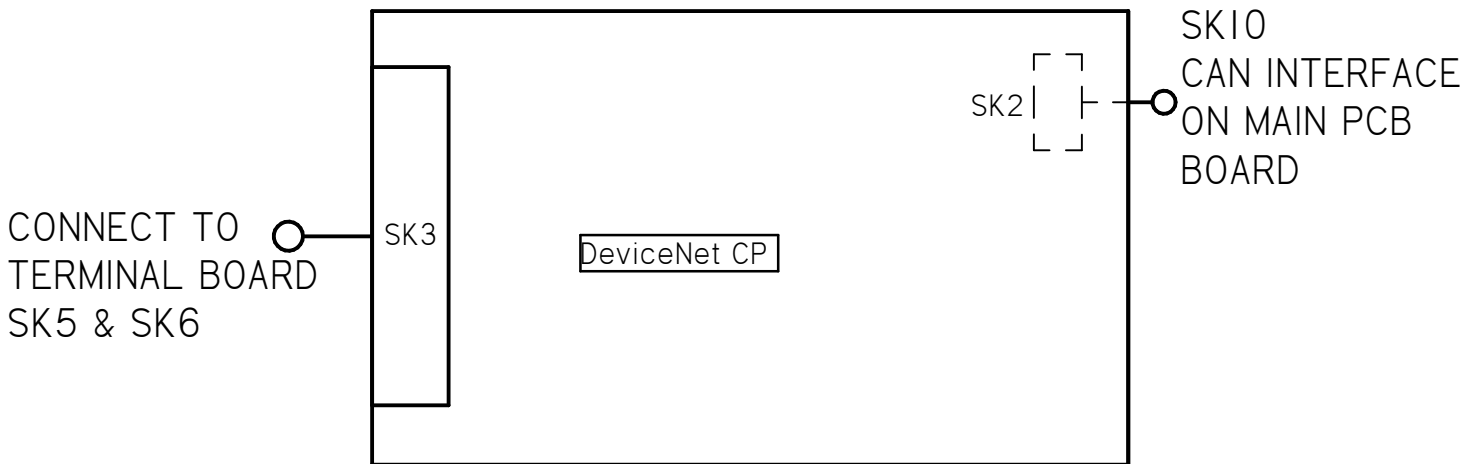 SK10
CAN INTERFACE
ON MAIN PCB
BOARD
SK2
CONNECT TO
TERMINAL BOARD
SK5 & SK6
SK3
DeviceNet CP